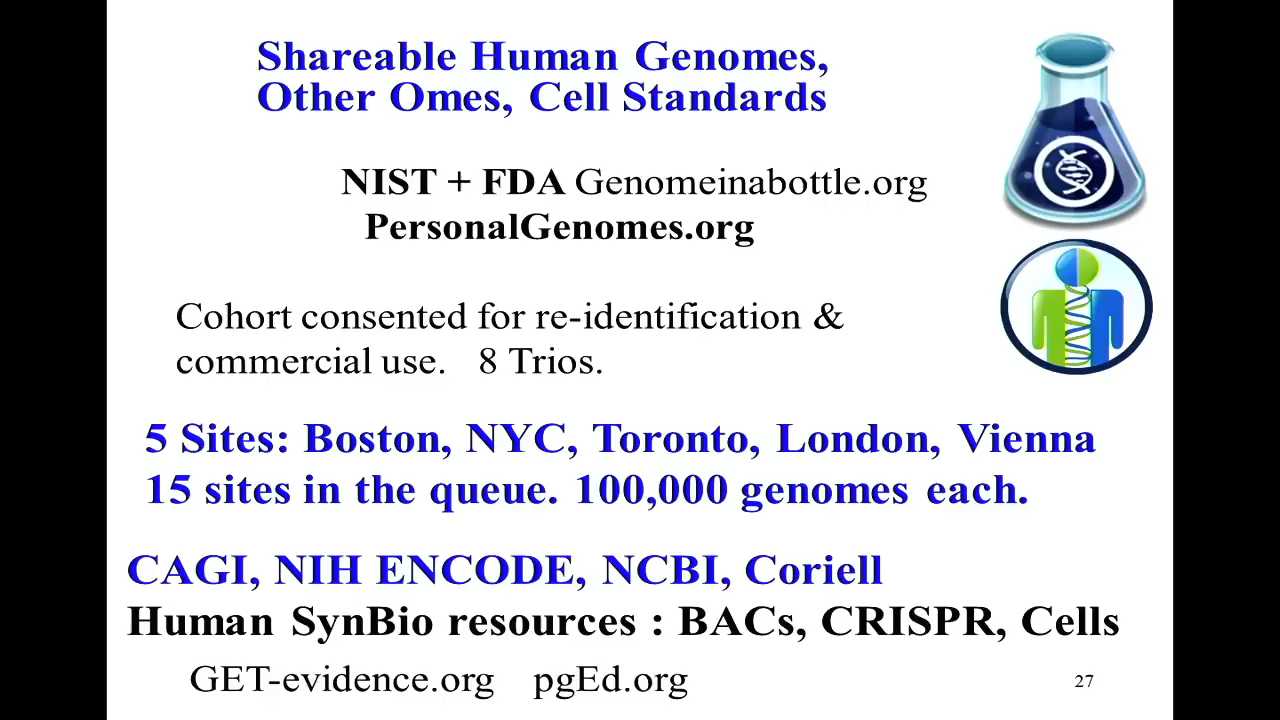 Shareable Human Genomes,
Other Omes, Cell Standards
NIST + FDA Genomeinabottle.org
PersonalGenomes.org
Cohort consented for re-identification &
commercial use. 8 Trios.
5 Sites: Boston, NYC, Toronto, London, Vienna
15 sites in the queue. 100,000 genomes each.
CAGI, NIH ENCODE, NCBI, Coriell
Human SynBio resources : BACs, CRISPR, Cells
GET-evidence.org pgEd.org
27